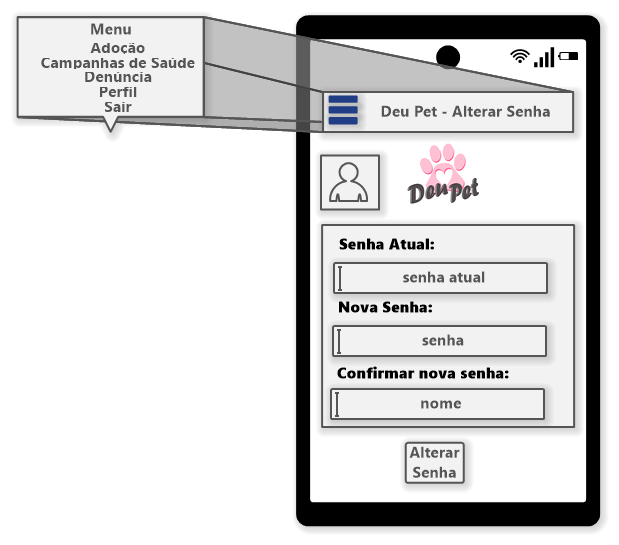 Menu
Adoção
Campanhas de Saúde
Denúncia
Perfil
Sair
Deu Pet - Alterar Senha
Deu Pet
Senha Atual:
senha atual
Nova Senha:
senha
Confirmar nova senha:
nome
Alterar
Senha